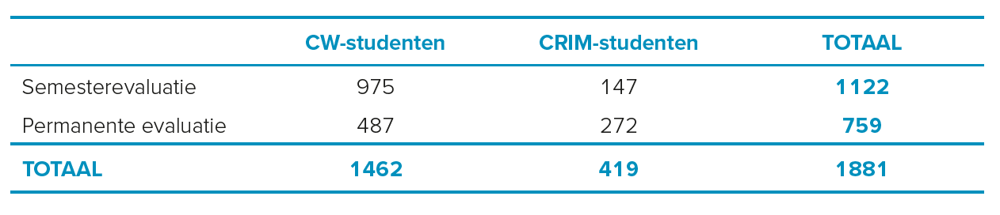 CW-studenten CRIM-studenten TOTAAL
Semesterevaluatie 975 147 1122
Permanente evaluatie 487 272 759
TOTAAL 1462 419 1881